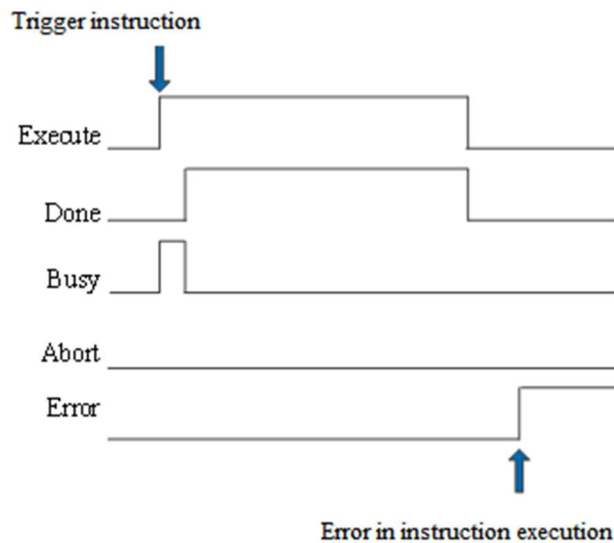 Trigger instruction
Execute
Done
Busy
Abort
Error
Error in instruction execution